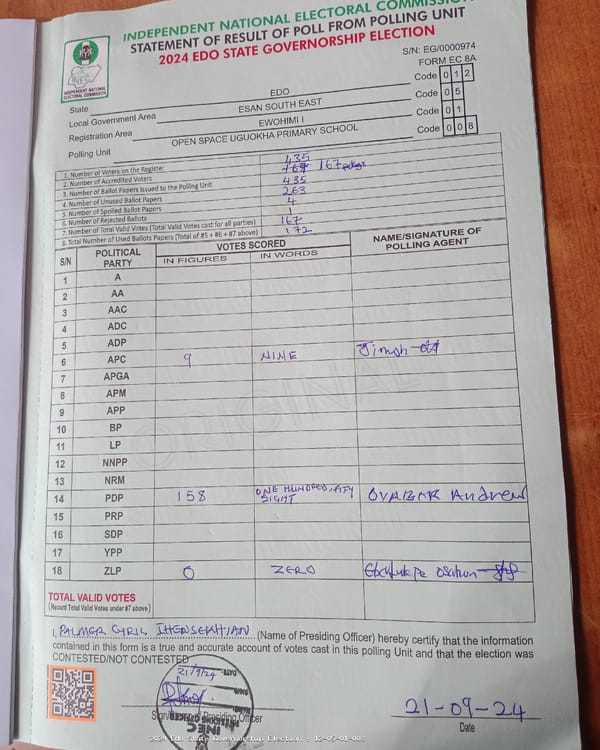 INDEPENDENT NATIONAL ELECTORAL COMMISSION
STATEMENT OF RESULT OF POLL FROM POLLING UNIT
2024 EDO STATE GOVERNORSHIP ELECTION
S/N: EG/0000974
FORM EC 8A
INEC
INDEPENDENT NATIONAL ELECTORAL COMMISSION
State EDO Code 0 1 2
Local Government Area ESAN SOUTH EAST Code 0 5
Registration Area EWOHIMI I Code 0 1
Polling Unit OPEN SPACE UGUOKHA PRIMARY SCHOOL Code 0 0 8
1. Number of Voters on the Register 435
2. Number of Accredited Voters 167 167
3. Number of Ballot Papers Issued to the Polling Unit 435
4. Number of Unused Ballot Papers 263
5. Number of Spoiled Ballot Papers 4
6. Number of Rejected Ballots 1
7. Number of Total Valid Votes (Total Valid Votes cast for all parties) 167
8. Total Number of Used Ballots Papers (Total of #5 + #6 + #7 above) 172
S/N POLITICAL PARTY VOTES SCORED NAME/SIGNATURE OF POLLING AGENT
IN FIGURES IN WORDS
1 A
2 AA
3 AAC
4 ADC
5 ADP
6 APC 9 NINE
7 APGA
8 APM
9 APP
10 BP
11 LP
12 NNPP
13 NRM
14 PDP 158 ONE HUNDRED, FITY EIGHT Andrew
15 PRP
16 SDP
17 YPP
18 ZLP 0 ZERO
ORIGINAL
TOTAL VALID VOTES
(Record Total Valid Votes under #7 above)
I, PALMER CYRIL (Name of Presiding Officer) hereby certify that the information
contained in this form is a true and accurate account of votes cast in this polling Unit and that the election was
CONTESTED/NOT CONTESTED
21/9/24
DATE
SIGN
Sign of Presiding Officer
PRESIDING OFFICER
INEC
21-09-24
Date
2024 Edo State Governorship Election - 12-05-01-008